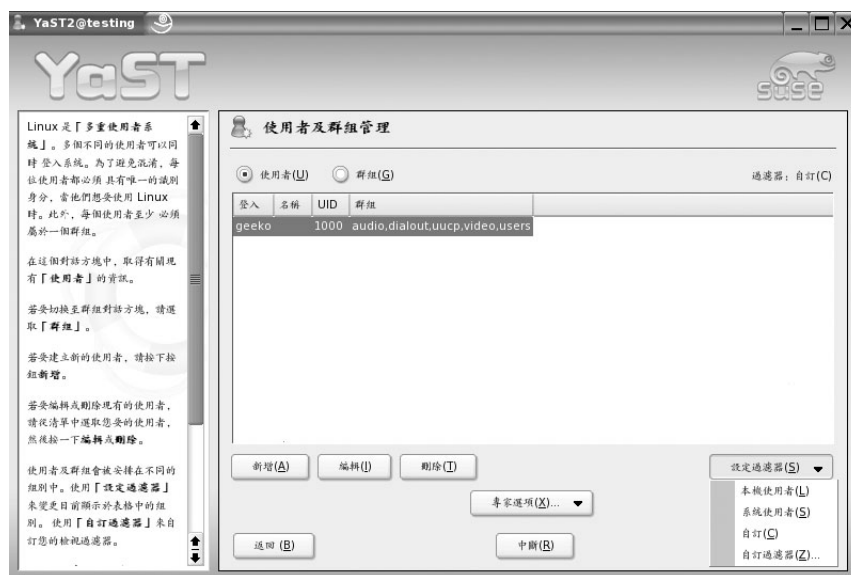 YaST2@testing
YaST
suse
Linux 是「多重使用者系
統」。多個不同的使用者可以同
時 登入系統。為了避免混淆，每
位使用者都必須 具有唯一的識別
身分，當他們想要使用 Linux
時。此外，每個使用者至少 必須
屬於一個群組。
在這個對話方塊中，取得有關現
有「使用者」的資訊。
若要切換至群組對話方塊，請選
取「群組」。
若要建立新的使用者，請按下按
鈕新增。
若要編輯或刪除現有的使用者，
請從清單中選取您要的使用者，
然後按一下編輯或刪除。
使用者及群組會被安排在不同的
組別中。使用「設定過濾器」
來變更目前顯示於表格中的組
別。 使用「自訂過濾器」來自
訂您的檢視過濾器。
使用者及群組管理
使用者(U) 群組(G) 過濾器：自訂(C)
登入 名稱 UID 群組
geeko 1000 audio,dialout,uucp,video,users
新增(A) 編輯(I) 刪除(T) 設定過濾器(S)
專家選項(X)...
本機使用者(L)
系統使用者(S)
自訂(C)
自訂過濾器(Z)...
返回 (B) 中斷(R)